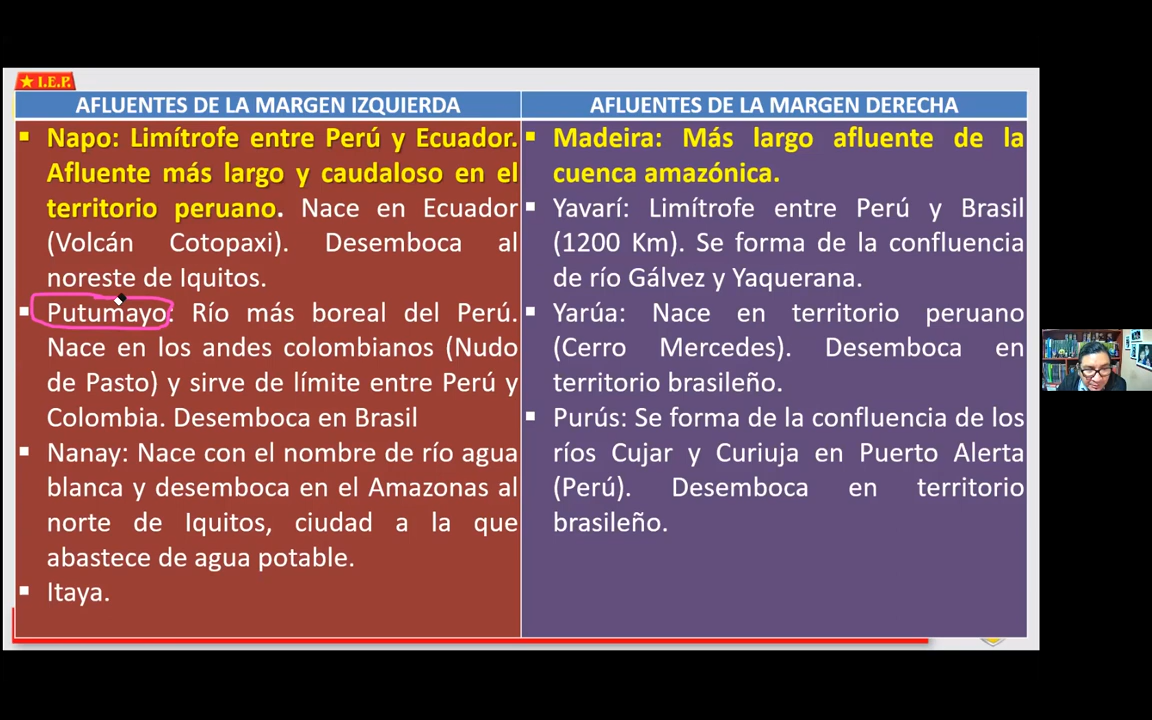 ★ I.E.P.
AFLUENTES DE LA MARGEN IZQUIERDA
▪ Napo: Limítrofe entre Perú y Ecuador.
Afluente más largo y caudaloso en el
territorio peruano. Nace en Ecuador
(Volcán Cotopaxi). Desemboca al
noreste de Iquitos.
▪ Putumayo: Río más boreal del Perú.
Nace en los andes colombianos (Nudo
de Pasto) y sirve de límite entre Perú y
Colombia. Desemboca en Brasil
▪ Nanay: Nace con el nombre de río agua
blanca y desemboca en el Amazonas al
norte de Iquitos, ciudad a la que
abastece de agua potable.
▪ Itaya.
AFLUENTES DE LA MARGEN DERECHA
▪ Madeira: Más largo afluente de la
cuenca amazónica.
▪ Yavarí: Limítrofe entre Perú y Brasil
(1200 Km). Se forma de la confluencia
de río Gálvez y Yaquerana.
▪ Yarúa: Nace en territorio peruano
(Cerro Mercedes). Desemboca en
territorio brasileño.
▪ Purús: Se forma de la confluencia de los
ríos Cujar y Curiuja en Puerto Alerta
(Perú). Desemboca en territorio
brasileño.